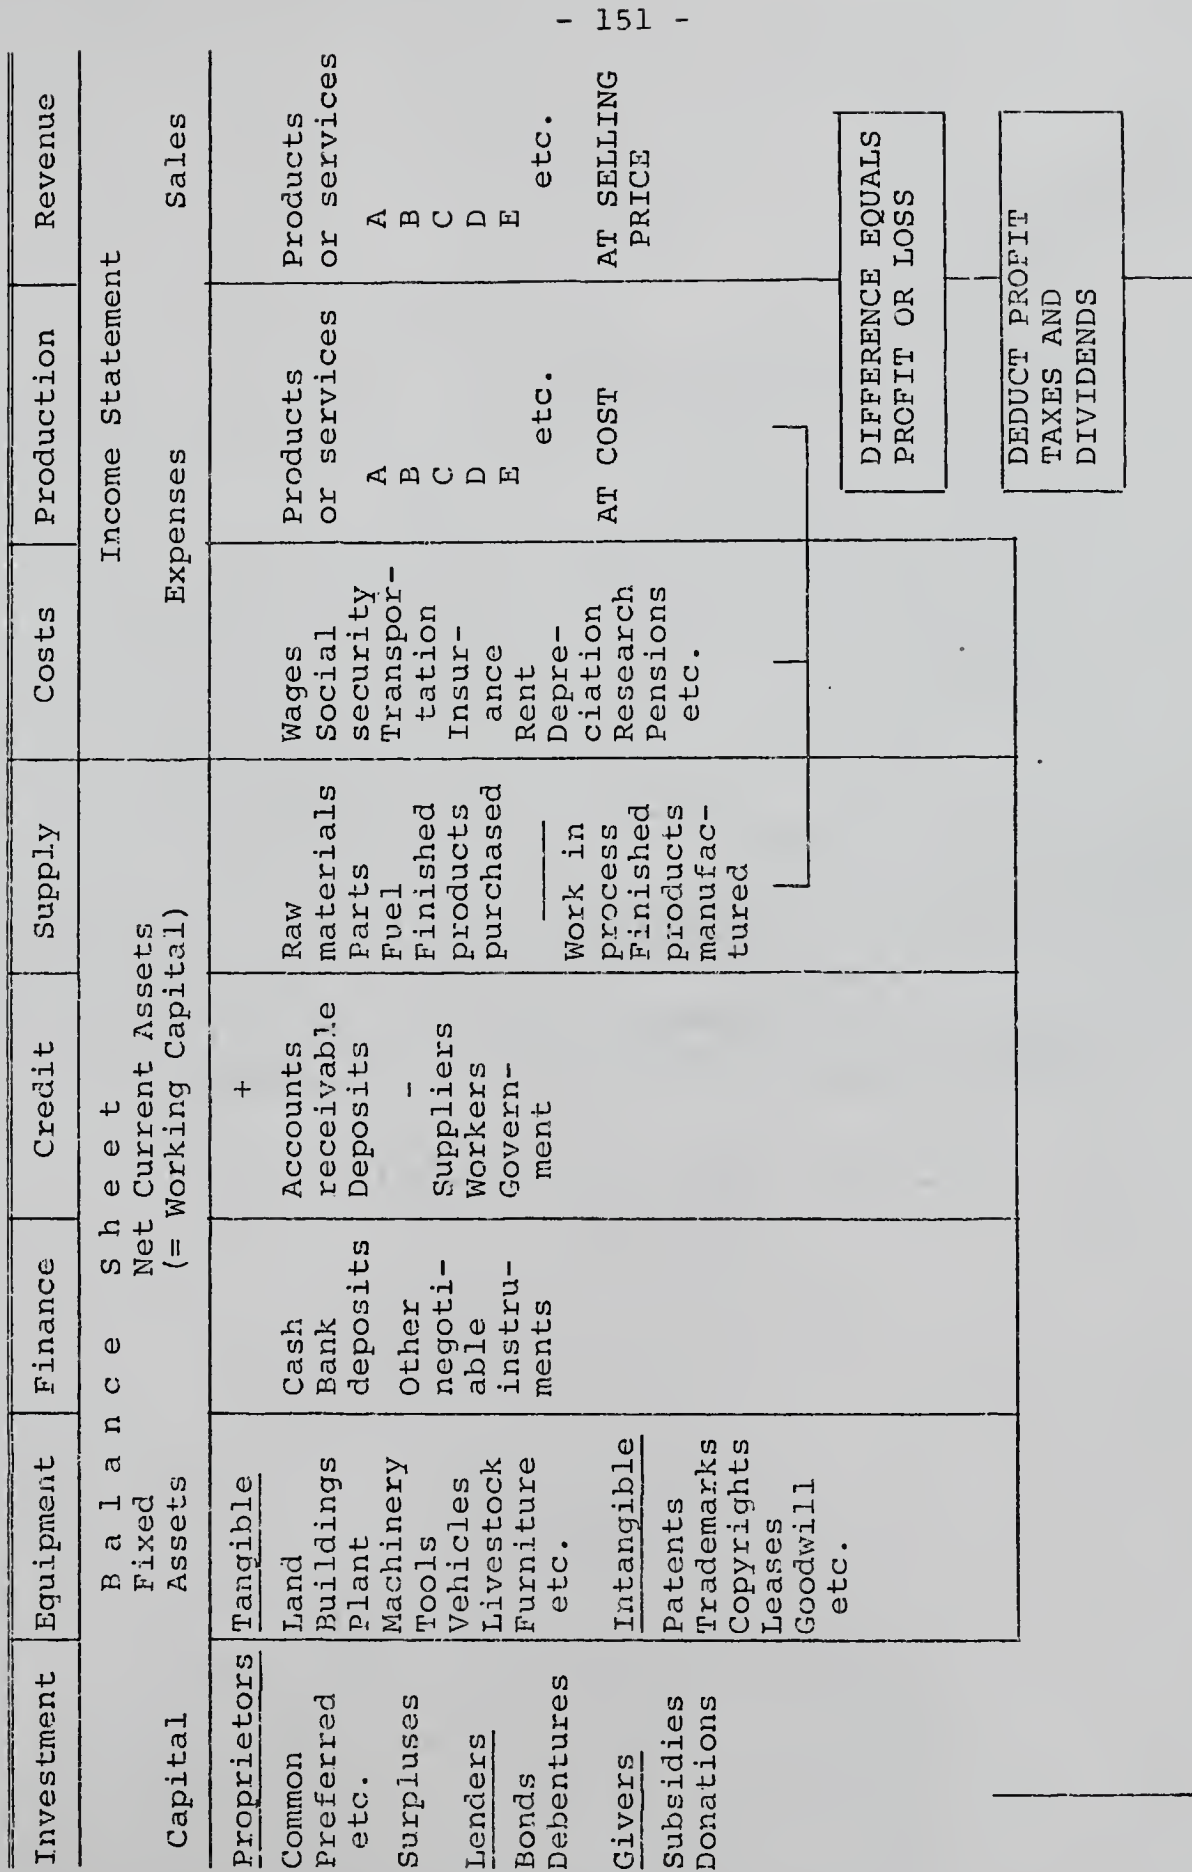 - 151 -
Investment
Equipment
Finance
Credit
Supply
Costs
Production
Revenue
Balance Sheet
Income Statement
Capital
Fixed
Assets
Net Current Assets
(= Working Capital)
Expenses
Sales
Proprietors
Common
Preferred
etc.
Surpluses
Lenders
Bonds
Debentures
Givers
Subsidies
Donations
Tangible
Land
Buildings
Plant
Machinery
Tools
Vehicles
Livestock
Furniture
etc.
Intangible
Patents
Trademarks
Copyrights
Leases
Goodwill
etc.
Cash
Bank
deposits
Other
negoti-
able
instru-
ments
+
Accounts
receivable
Deposits
-
Suppliers
Workers
Govern-
ment
Raw
materials
Parts
Fuel
Finished
products
purchased
Work in
process
Finished
products
manufac-
tured
Wages
Social
security
Transpor-
tation
Insur-
ance
Rent
Depre-
ciation
Research
Pensions
etc.
Products
or services
A
B
C
D
E
etc.
AT COST
Products
or services
A
B
C
D
E
etc.
AT SELLING
PRICE
DIFFERENCE EQUALS
PROFIT OR LOSS
DEDUCT PROFIT
TAXES AND
DIVIDENDS